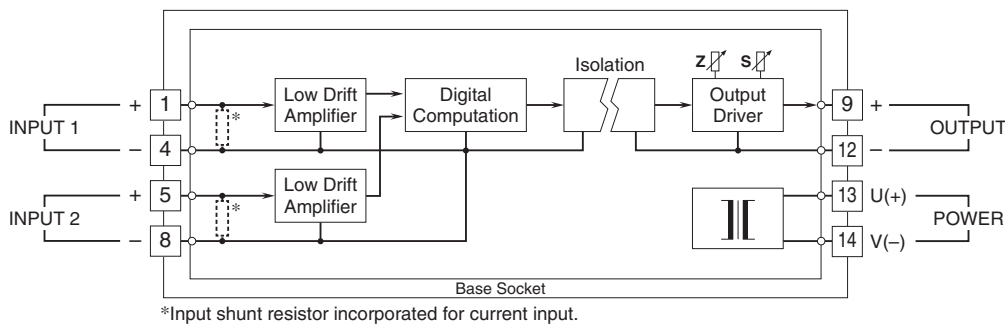 Isolation
Z S
+ 1 Low Drift Amplifier Digital Computation Output Driver 9 +
INPUT 1 * OUTPUT
− 4 12 −
+ 5 Low Drift Amplifier 13 U(+)
INPUT 2 * POWER
− 8 14 V(–)
Base Socket
*Input shunt resistor incorporated for current input.